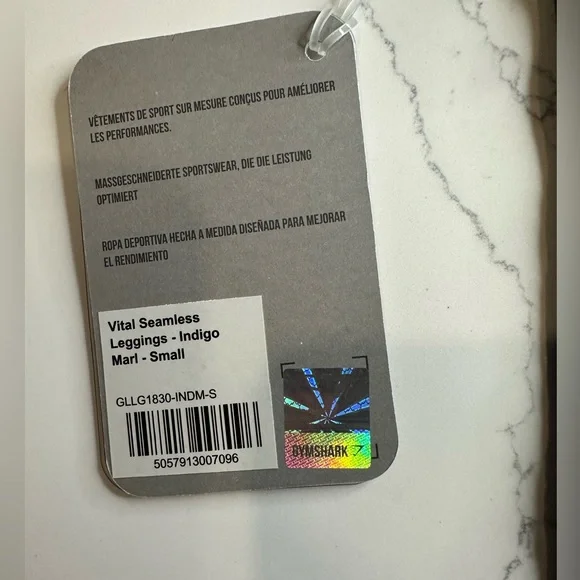 VÊTEMENTS DE SPORT SUR MESURE CONÇUS POUR AMÉLIORER
LES PERFORMANCES.
MASSGESCHNEIDERTE SPORTSWEAR, DIE DIE LEISTUNG
OPTIMIERT
ROPA DEPORTIVA HECHA A MEDIDA DISEÑADA PARA MEJORAR
EL RENDIMIENTO
Vital Seamless
Leggings - Indigo
Marl - Small
GLLG1830-INDM-S
5057913007096
GYMSHARK